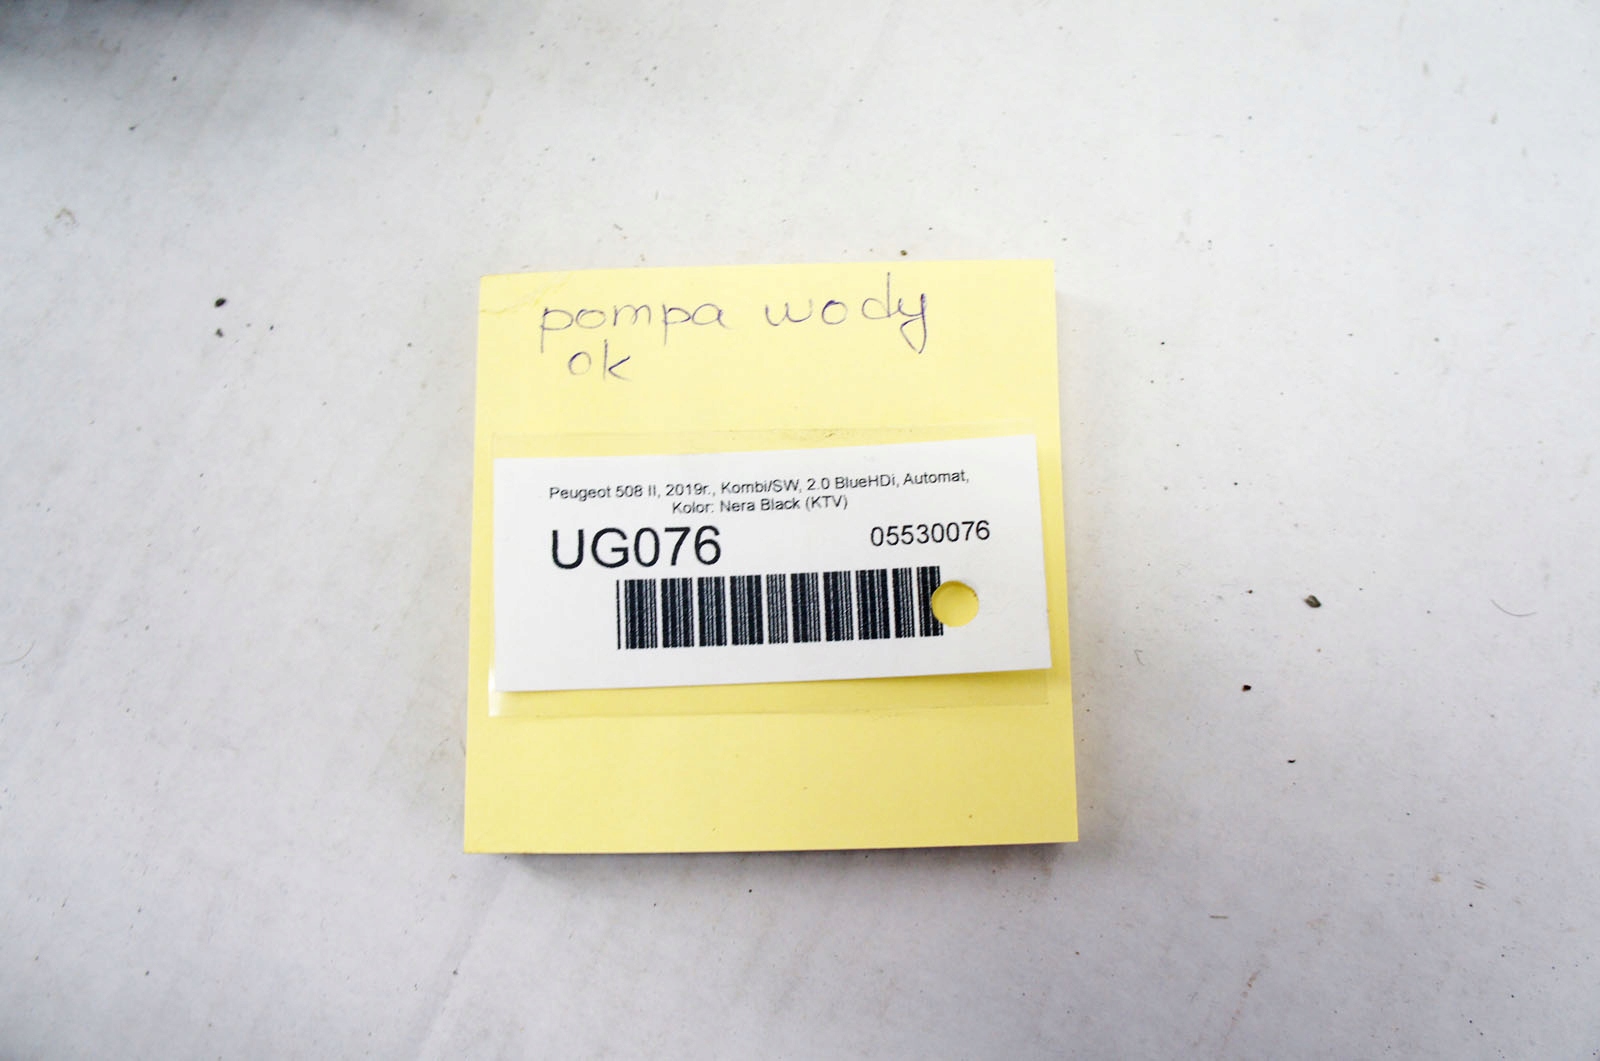 pompa wody
ok
Peugeot 508 II, 2019r., Kombi/SW, 2.0 BlueHDi, Automat,
Kolor: Nera Black (KTV)
UG076 05530076